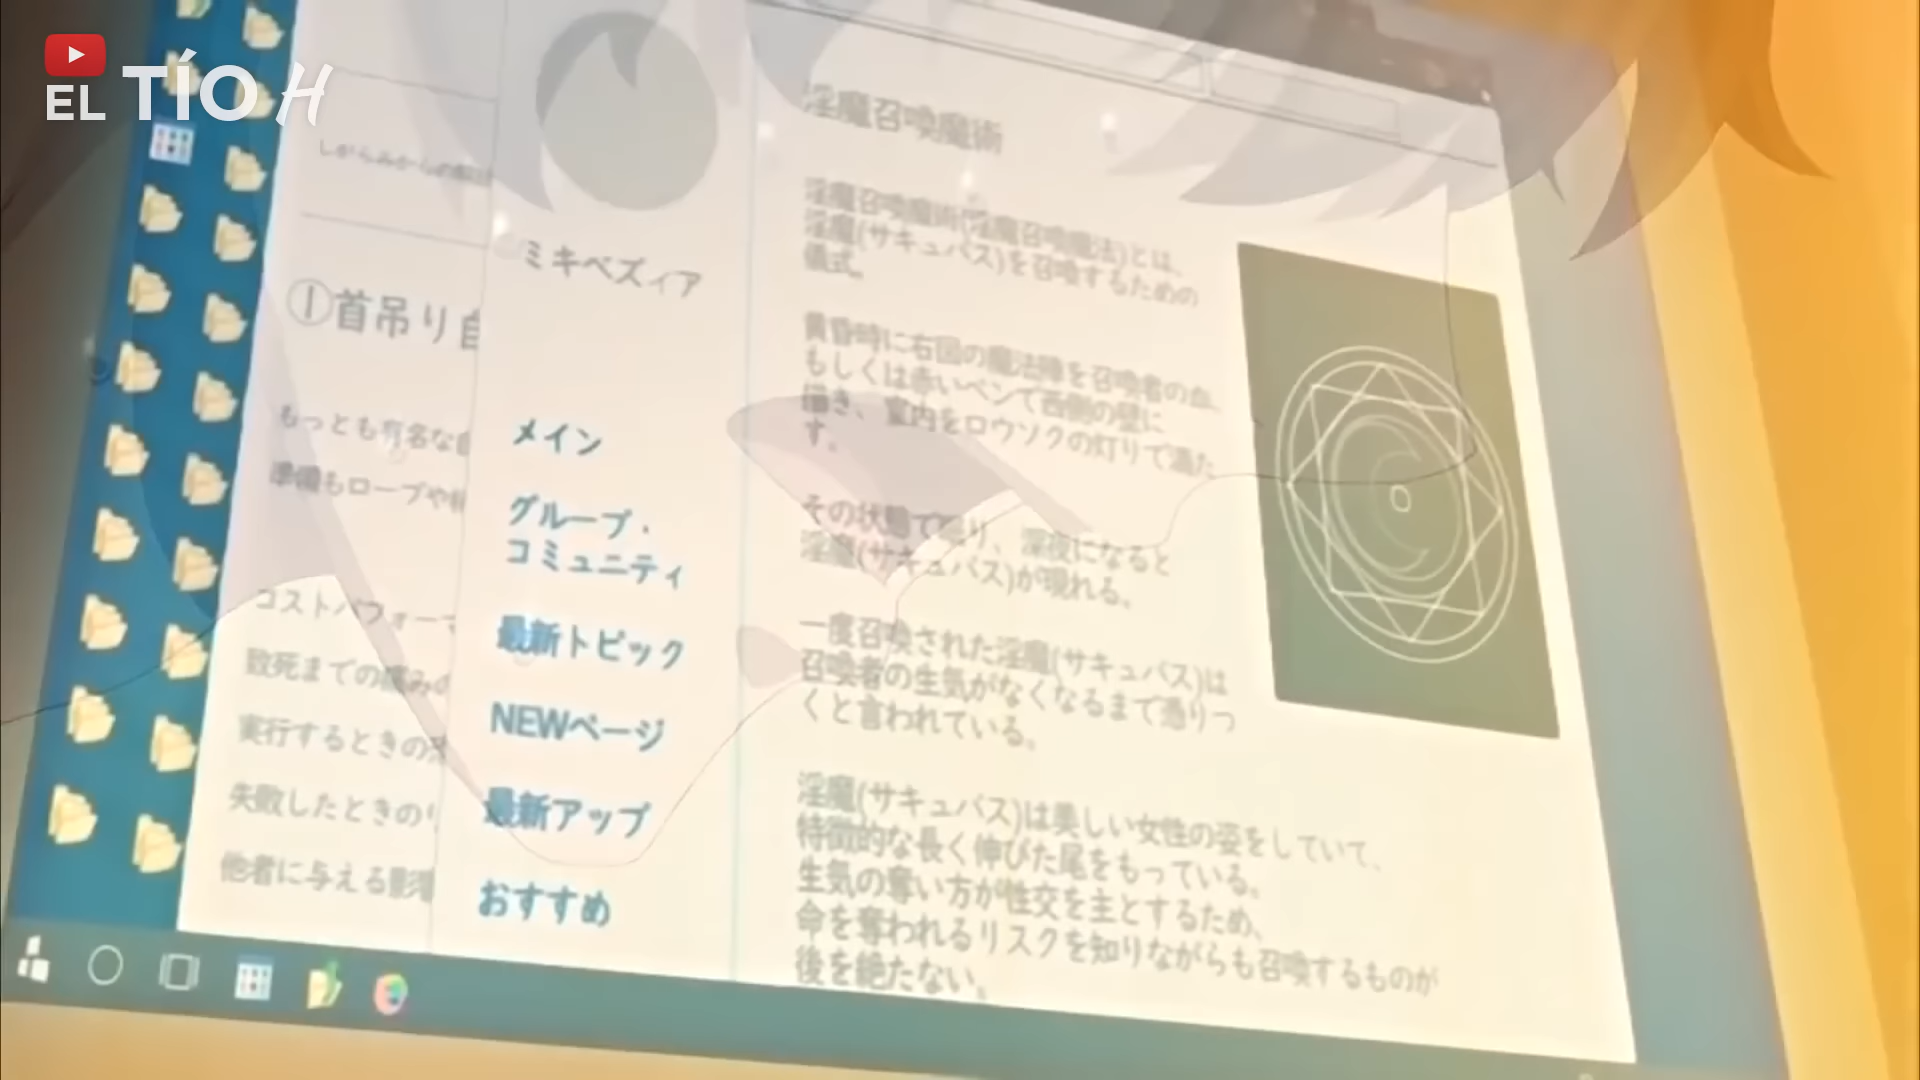 EL TÍO H
しがらみからの解放
①首吊り自
もっとも有名な自
準備もロープや
コストパフォーマ
致死までの痛みの
実行するときの
失敗したときのリ
他者に与える影響
ミキペズィア
メイン
グループ・
コミュニティ
最新トピック
NEWページ
最新アップ
おすすめ
淫魔召喚魔術
淫魔召喚魔術(淫魔召喚魔法)とは、
淫魔(サキュバス)を召喚するための
儀式。
黄昏時に右図の魔法陣を召喚者の血、
もしくは赤いペンで西側の壁に
描き、室内をロウソクの灯りで満た
す。
その状態で眠り、深夜になると
淫魔(サキュバス)が現れる。
一度召喚された淫魔(サキュバス)は
召喚者の生気がなくなるまで憑りつ
くと言われている。
淫魔(サキュバス)は美しい女性の姿をしていて、
特徴的な長く伸びた尾をもっている。
生気の奪い方が性交を主とするため、
命を奪われるリスクを知りながらも召喚するものが
後を絶たない。